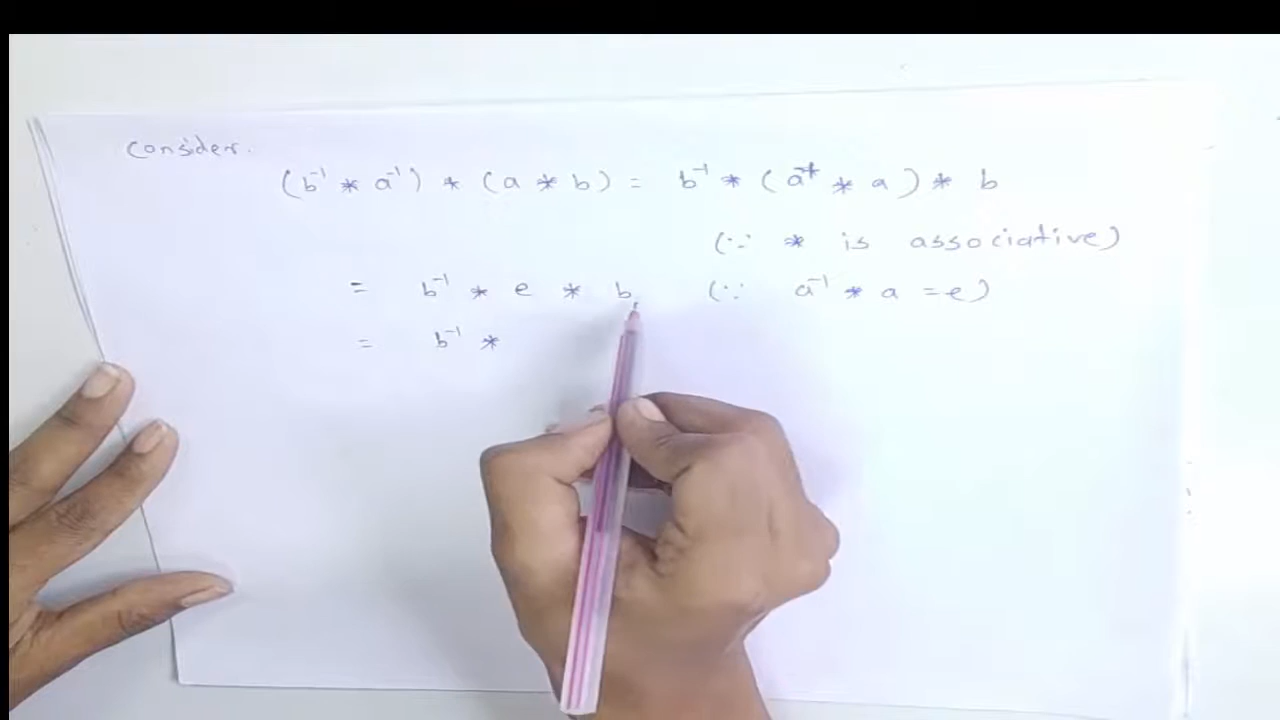 Consider.
(b⁻¹ * a⁻¹) * (a * b) = b⁻¹ * (a⁻¹ * a) * b
(∵ * is associative)
= b⁻¹ * e * b (∵ a⁻¹ * a = e)
= b⁻¹ *